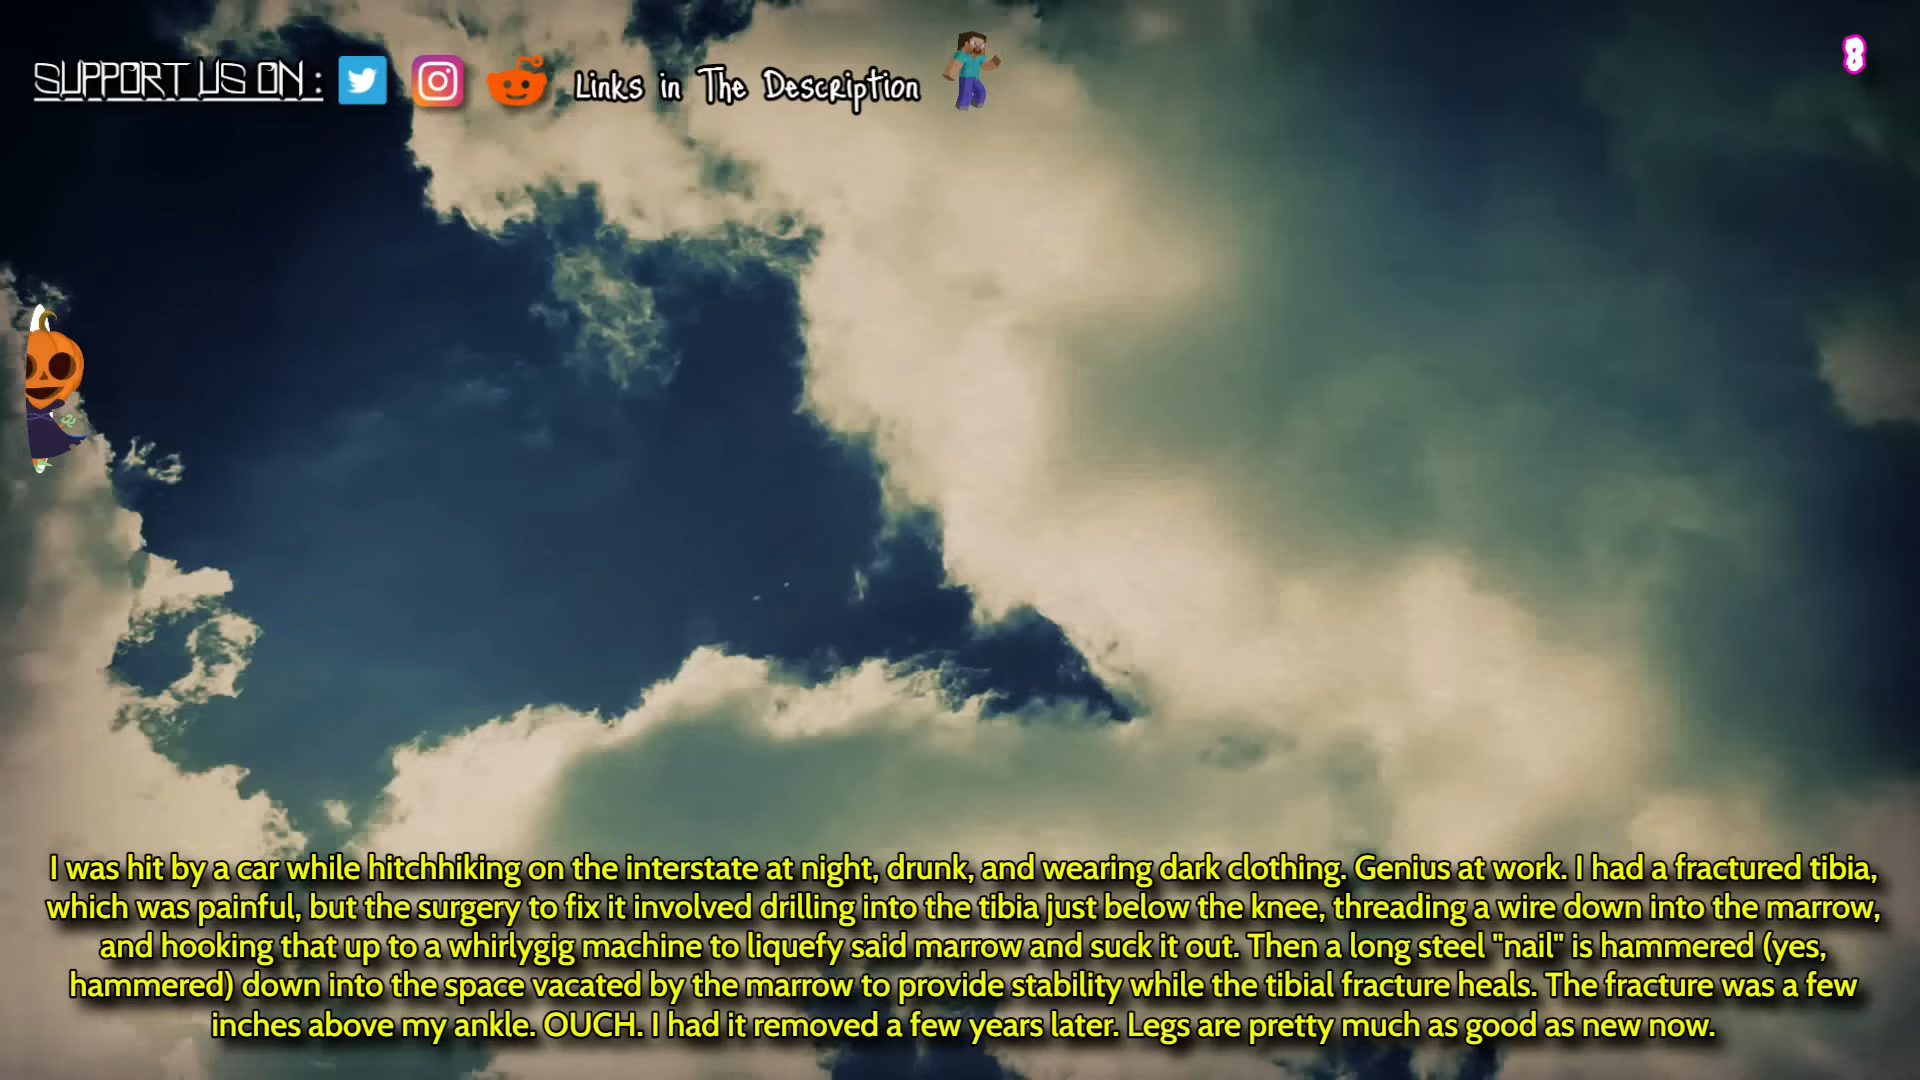 SUPPORT US ON : Links in The Description
8
I was hit by a car while hitchhiking on the interstate at night, drunk, and wearing dark clothing. Genius at work. I had a fractured tibia,
which was painful, but the surgery to fix it involved drilling into the tibia just below the knee, threading a wire down into the marrow,
and hooking that up to a whirlygig machine to liquefy said marrow and suck it out. Then a long steel "nail" is hammered (yes,
hammered) down into the space vacated by the marrow to provide stability while the tibial fracture heals. The fracture was a few
inches above my ankle. OUCH. I had it removed a few years later. Legs are pretty much as good as new now.